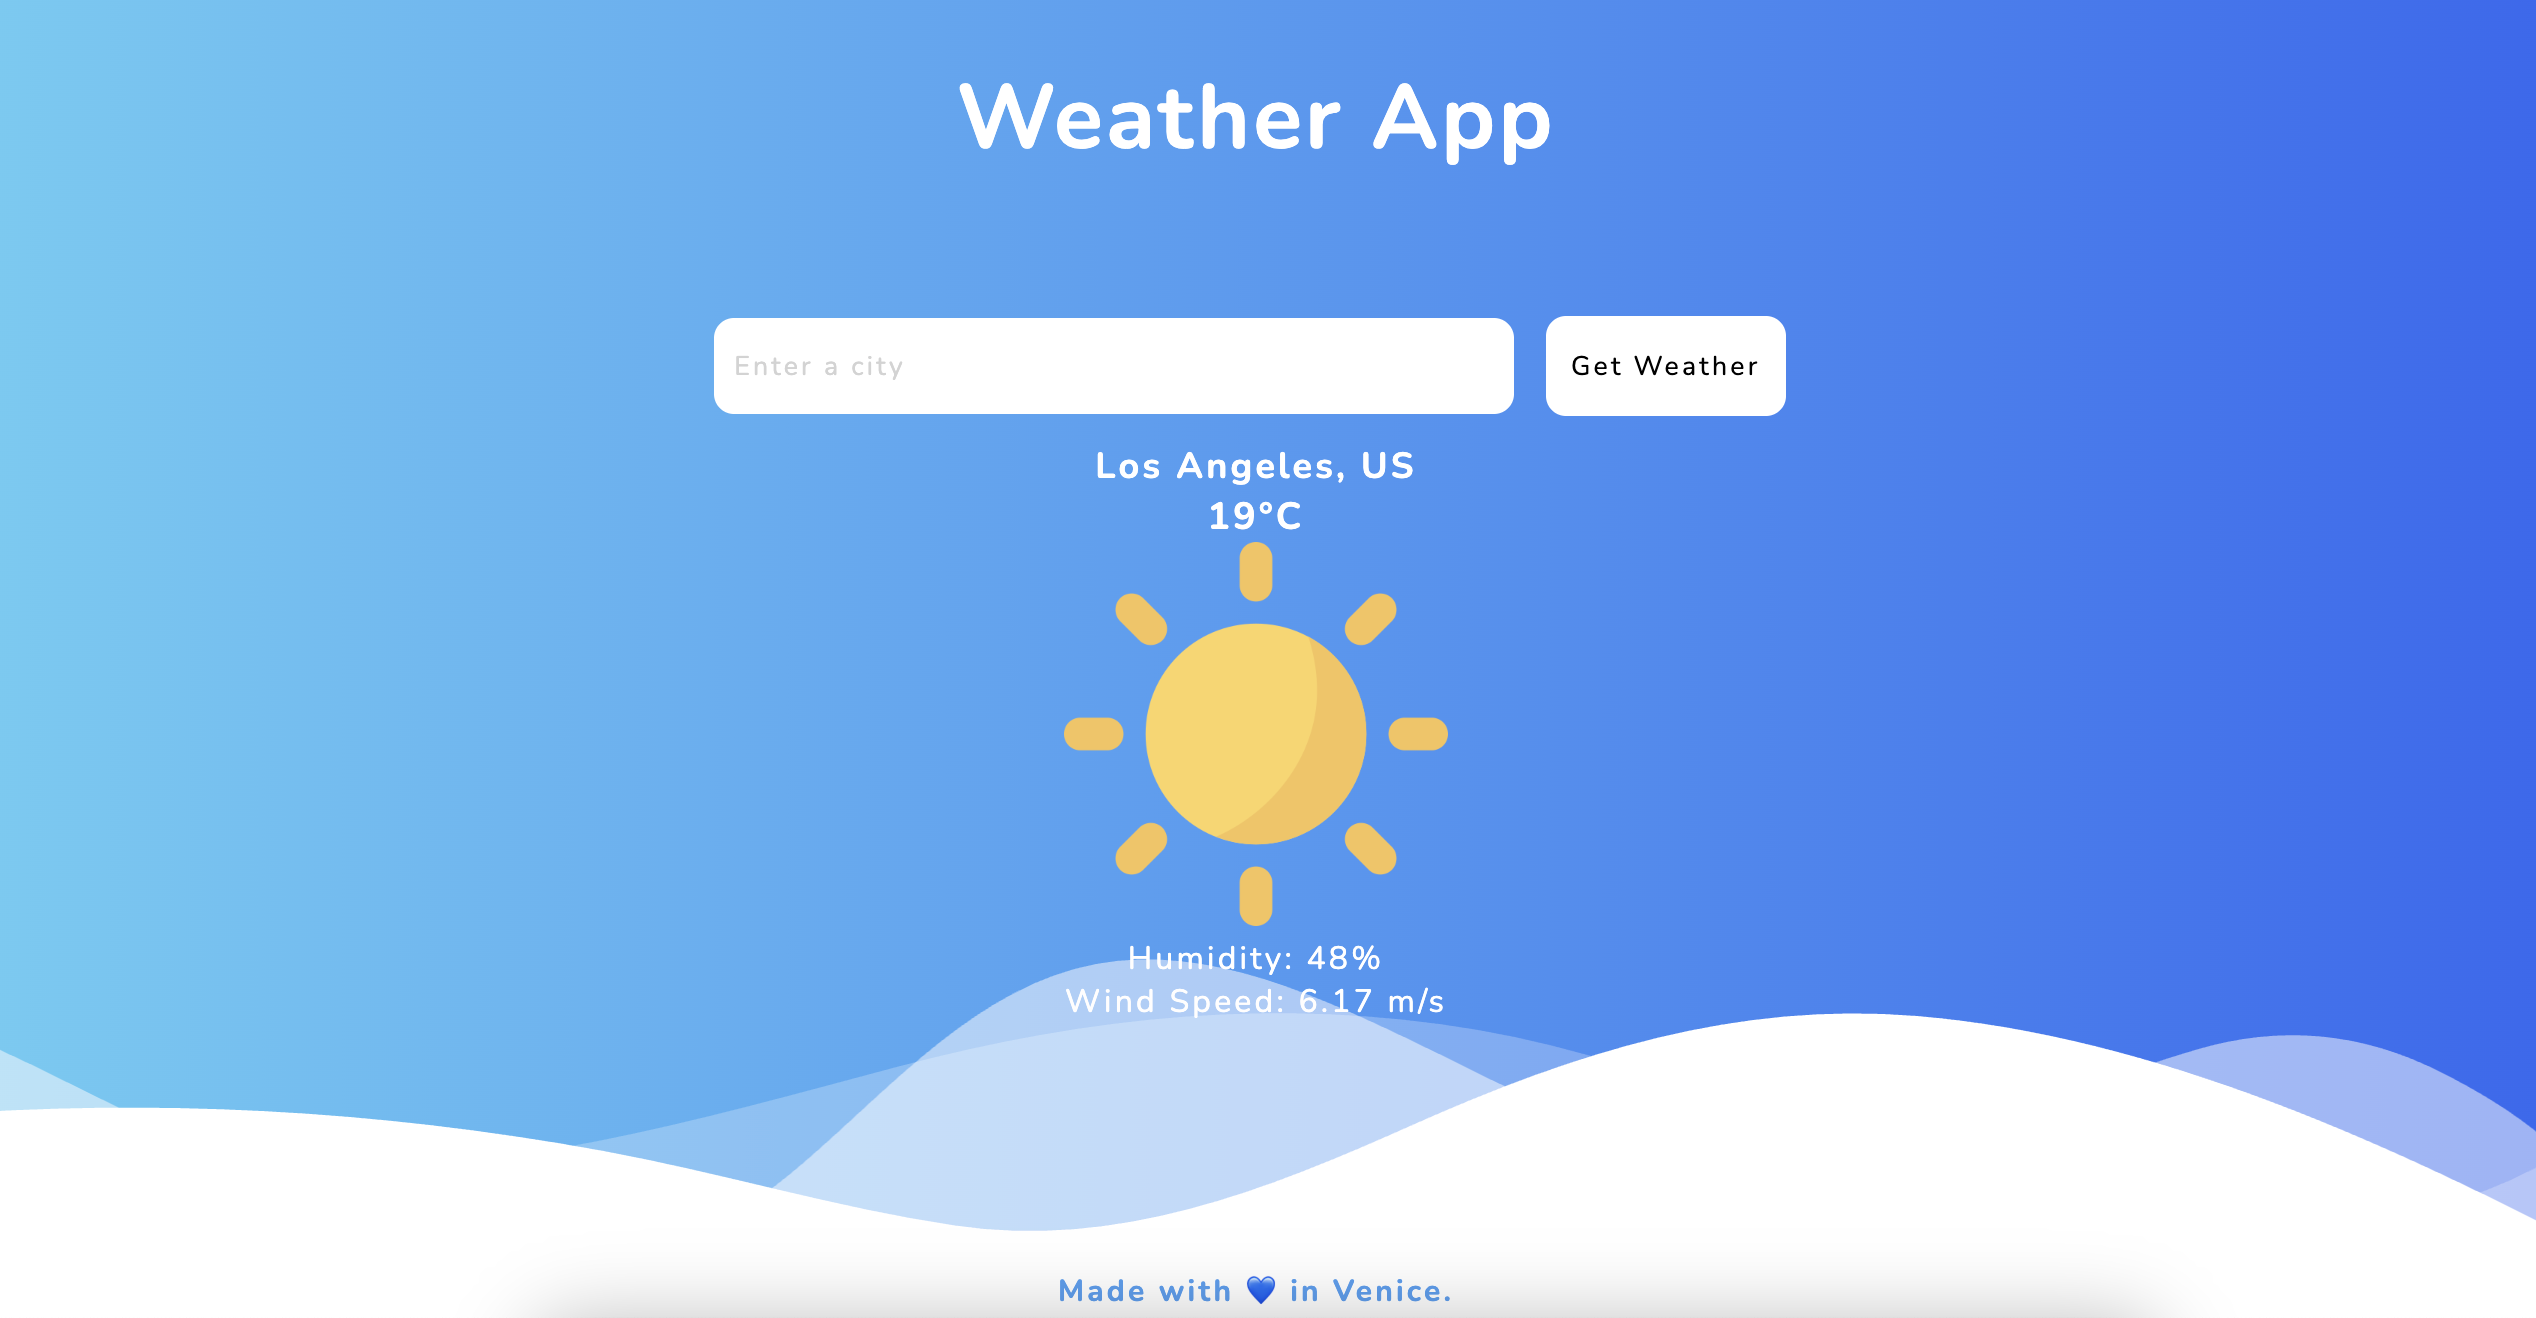 Weather App
Enter a city
Get Weather
Los Angeles, US
19°C
Humidity: 48%
Wind Speed: 6.17 m/s
Made with 💙 in Venice.